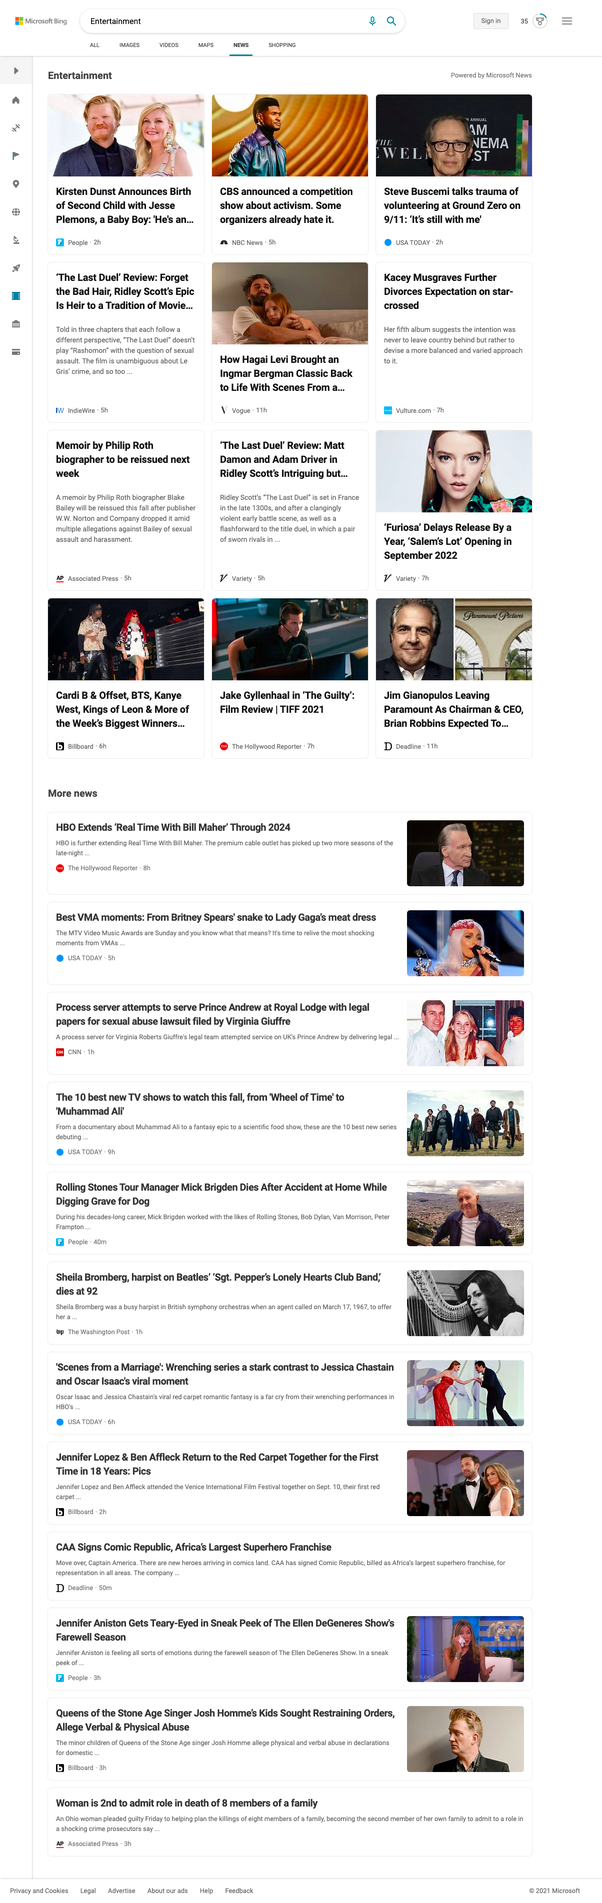 Microsoft Bing
Entertainment
Sign in
35
ALL
IMAGES
VIDEOS
MAPS
NEWS
SHOPPING
Entertainment
Powered by Microsoft News
Kirsten Dunst Announces Birth
of Second Child with Jesse
Plemons, a Baby Boy: 'He's an...
People · 2h
CBS announced a competition
show about activism. Some
organizers already hate it.
NBC News · 5h
Steve Buscemi talks trauma of
volunteering at Ground Zero on
9/11: 'It's still with me'
USA TODAY · 2h
'The Last Duel' Review: Forget
the Bad Hair, Ridley Scott's Epic
Is Heir to a Tradition of Movie...
Told in three chapters that each follow a
different perspective, "The Last Duel" doesn't
play "Rashomon" with the question of sexual
assault. The film is unambiguous about Le
Gris' crime, and so too ...
IndieWire · 5h
How Hagai Levi Brought an
Ingmar Bergman Classic Back
to Life With Scenes From a...
Vogue · 11h
Kacey Musgraves Further
Divorces Expectation on star-
crossed
Her fifth album suggests the intention was
never to leave country behind but rather to
devise a more balanced and varied approach
to it.
Vulture.com · 7h
Memoir by Philip Roth
biographer to be reissued next
week
A memoir by Philip Roth biographer Blake
Bailey will be reissued this fall after publisher
W.W. Norton and Company dropped it amid
multiple allegations against Bailey of sexual
assault and harassment.
AP Associated Press · 5h
'The Last Duel' Review: Matt
Damon and Adam Driver in
Ridley Scott's Intriguing but...
Ridley Scott's "The Last Duel" is set in France
in the late 1300s, and after a clangingly
violent early battle scene, as well as a
flashforward to the title duel, in which a pair
of sworn rivals in ...
Variety · 5h
'Furiosa' Delays Release By a
Year, 'Salem's Lot' Opening in
September 2022
Variety · 7h
Paramount Pictures
Cardi B & Offset, BTS, Kanye
West, Kings of Leon & More of
the Week's Biggest Winners...
Billboard · 6h
Jake Gyllenhaal in 'The Guilty':
Film Review | TIFF 2021
The Hollywood Reporter · 7h
Jim Gianopulos Leaving
Paramount As Chairman & CEO,
Brian Robbins Expected To...
Deadline · 11h
More news
HBO Extends 'Real Time With Bill Maher' Through 2024
HBO is further extending Real Time With Bill Maher. The premium cable outlet has picked up two more seasons of the
late-night ...
The Hollywood Reporter · 8h
Best VMA moments: From Britney Spears' snake to Lady Gaga's meat dress
The MTV Video Music Awards are Sunday and you know what that means? It's time to relive the most shocking
moments from VMAs ...
USA TODAY · 5h
Process server attempts to serve Prince Andrew at Royal Lodge with legal
papers for sexual abuse lawsuit filed by Virginia Giuffre
A process server for Virginia Roberts Giuffre's legal team attempted service on UK's Prince Andrew by delivering legal ...
CNN · 1h
The 10 best new TV shows to watch this fall, from 'Wheel of Time' to
'Muhammad Ali'
From a documentary about Muhammad Ali to a fantasy epic to a scientific food show, these are the 10 best new series
debuting ...
USA TODAY · 9h
Rolling Stones Tour Manager Mick Brigden Dies After Accident at Home While
Digging Grave for Dog
During his decades-long career, Mick Brigden worked with the likes of Rolling Stones, Bob Dylan, Van Morrison, Peter
Frampton ...
People · 40m
Sheila Bromberg, harpist on Beatles' 'Sgt. Pepper's Lonely Hearts Club Band,'
dies at 92
Sheila Bromberg was a busy harpist in British symphony orchestras when an agent called on March 17, 1967, to offer
her a ...
wp The Washington Post · 1h
'Scenes from a Marriage': Wrenching series a stark contrast to Jessica Chastain
and Oscar Isaac's viral moment
Oscar Isaac and Jessica Chastain's viral red carpet romantic fantasy is a far cry from their wrenching performances in
HBO's ...
USA TODAY · 6h
Jennifer Lopez & Ben Affleck Return to the Red Carpet Together for the First
Time in 18 Years: Pics
Jennifer Lopez and Ben Affleck attended the Venice International Film Festival together on Sept. 10, their first red
carpet ...
Billboard · 2h
CAA Signs Comic Republic, Africa's Largest Superhero Franchise
Move over, Captain America. There are new heroes arriving in comics land. CAA has signed Comic Republic, billed as Africa's largest superhero franchise, for
representation in all areas. The company ...
Deadline · 50m
Jennifer Aniston Gets Teary-Eyed in Sneak Peek of The Ellen DeGeneres Show's
Farewell Season
Jennifer Aniston is feeling all sorts of emotions during the farewell season of The Ellen DeGeneres Show. In a sneak
peek of ...
People · 3h
Queens of the Stone Age Singer Josh Homme's Kids Sought Restraining Orders,
Allege Verbal & Physical Abuse
The minor children of Queens of the Stone Age singer Josh Homme allege physical and verbal abuse in declarations
for domestic ...
Billboard · 3h
Woman is 2nd to admit role in death of 8 members of a family
An Ohio woman pleaded guilty Friday to helping plan the killings of eight members of a family, becoming the second member of her own family to admit to a role in
a shocking crime prosecutors say ...
AP Associated Press · 3h
Privacy and Cookies
Legal
Advertise
About our ads
Help
Feedback
© 2021 Microsoft